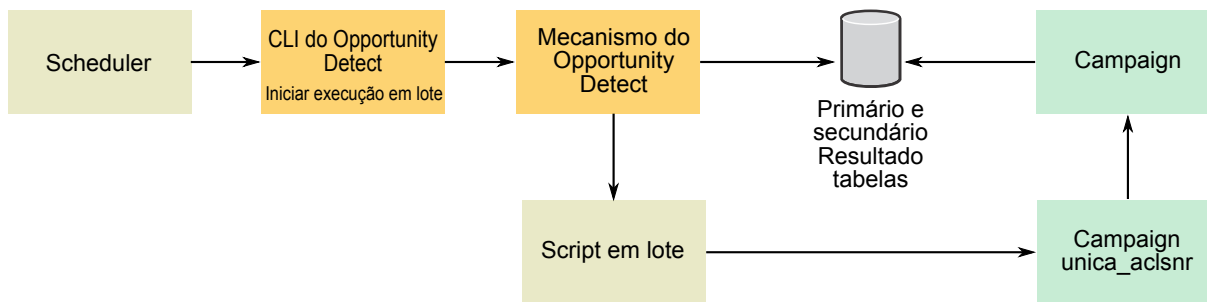 Scheduler
CLI do Opportunity
Detect
Iniciar execução em lote
Mecanismo do
Opportunity
Detect
Primário e
secundário
Resultado
tabelas
Campaign
Script em lote
Campaign
unica_aclsnr